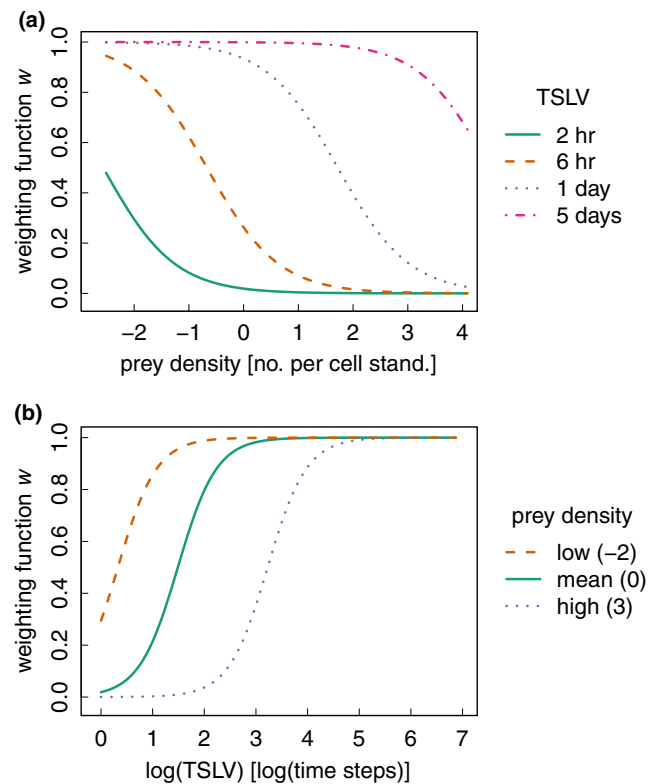 (a)
weighting function w
1.0
0.8
0.6
0.4
0.2
0.0
−2 −1 0 1 2 3 4
prey density [no. per cell stand.]
TSLV
2 hr
6 hr
1 day
5 days
(b)
weighting function w
1.0
0.8
0.6
0.4
0.2
0.0
0 1 2 3 4 5 6 7
log(TSLV) [log(time steps)]
prey density
low (−2)
mean (0)
high (3)